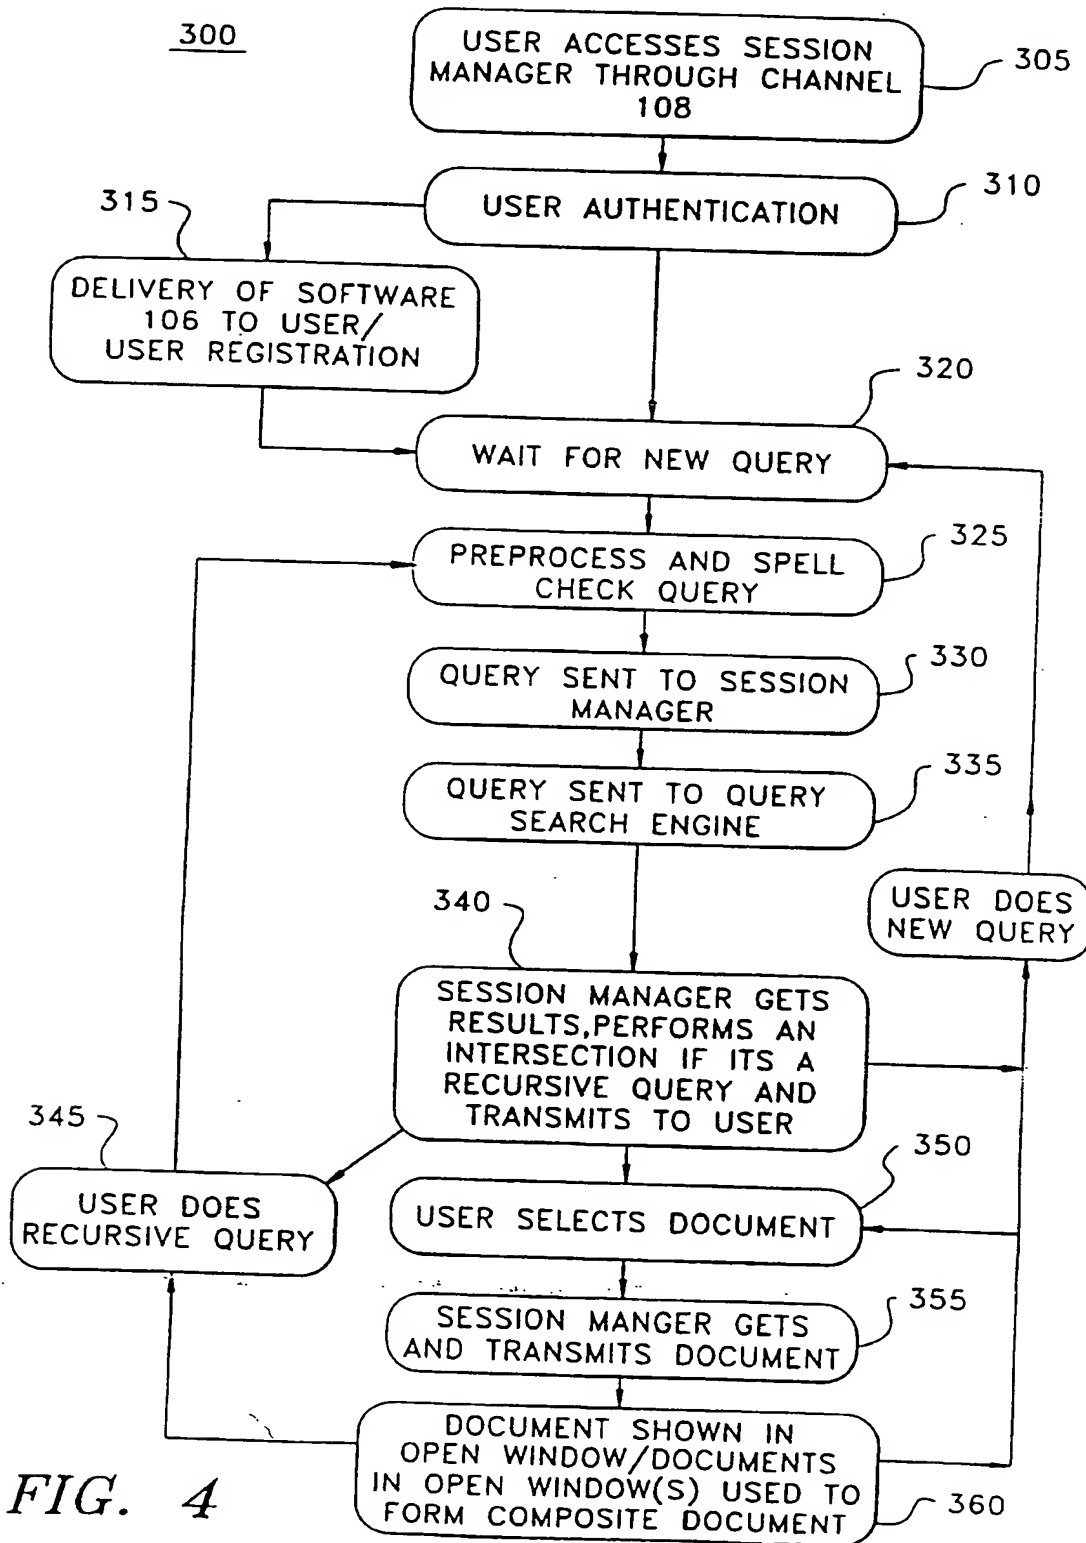 300
USER ACCESSES SESSION
MANAGER THROUGH CHANNEL
108
305
USER AUTHENTICATION
310
315
DELIVERY OF SOFTWARE
106 TO USER/
USER REGISTRATION
320
WAIT FOR NEW QUERY
PREPROCESS AND SPELL
CHECK QUERY
325
QUERY SENT TO SESSION
MANAGER
330
QUERY SENT TO QUERY
SEARCH ENGINE
335
USER DOES
NEW QUERY
340
SESSION MANAGER GETS
RESULTS,PERFORMS AN
INTERSECTION IF ITS A
RECURSIVE QUERY AND
TRANSMITS TO USER
345
USER DOES
RECURSIVE QUERY
350
USER SELECTS DOCUMENT
355
SESSION MANGER GETS
AND TRANSMITS DOCUMENT
DOCUMENT SHOWN IN
OPEN WINDOW/DOCUMENTS
IN OPEN WINDOW(S) USED TO
FORM COMPOSITE DOCUMENT
360
FIG. 4